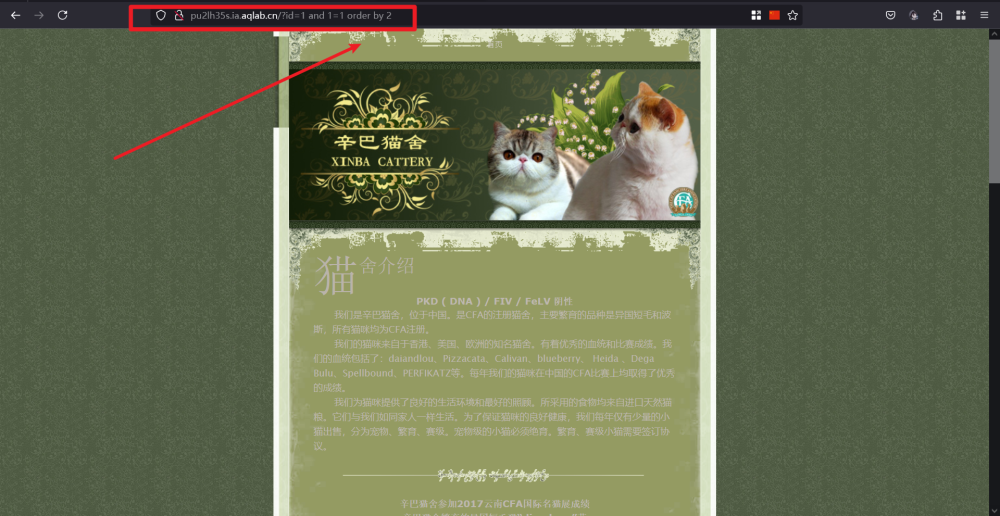 pu2lh35s.ia.aqlab.cn/?id=1 and 1=1 order by 2
首页
辛巴猫舍
XINBA CATTERY
CFA
猫舍介绍
PKD ( DNA ) / FIV / FeLV 阴性
我们是辛巴猫舍，位于中国。是CFA的注册猫舍，主要繁育的品种是异国短毛和波
斯。所有猫咪均为CFA注册。
我们的猫咪来自于香港、英国、欧洲的知名猫舍。有着优秀的血统和比赛成绩。我
们的血统包括了：daiandlou、Pizzacata、Calivan、blueberry、 Heida 、Dega
Bulu、Spellbound、PERFIKATZ等。每年我们的猫咪在中国的CFA比赛上均取得了优秀
的成绩。
我们为猫咪提供了良好的生活环境和最好的照顾。所采用的食物均来自进口天然猫
粮。它们与我们如同家人一样生活。为了保证猫咪的良好健康，我们每年仅有少量的小
猫出售，分为宠物、繁育、赛级。宠物级的小猫必须绝育。繁育、赛级小猫需要签订协
议。
辛巴猫舍参加2017云南CFA国际名猫展成绩